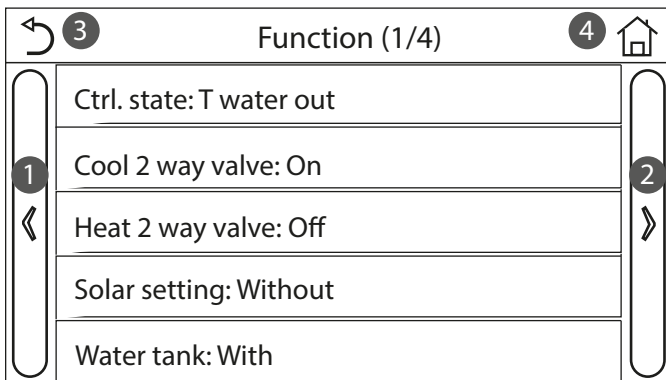 3 Function (1/4) 4
Ctrl. state: T water out
Cool 2 way valve: On
1 2
Heat 2 way valve: Off
Solar setting: Without
Water tank: With